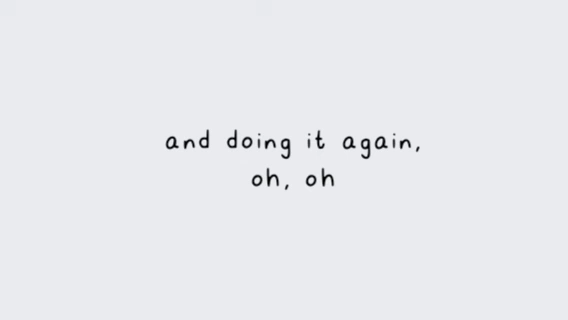 and doing it again,
oh, oh